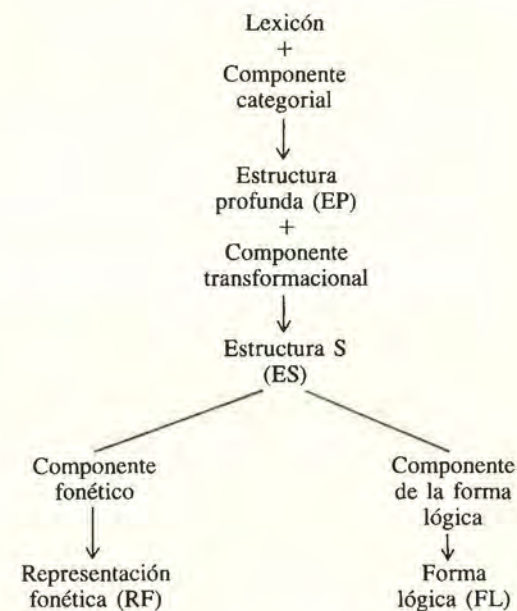 Lexicón
+
Componente
categorial
Estructura
profunda (EP)
+
Componente
transformacional
Estructura S
(ES)
Componente
fonético
Representación
fonética (RF)
Componente
de la forma
lógica
Forma
lógica (FL)